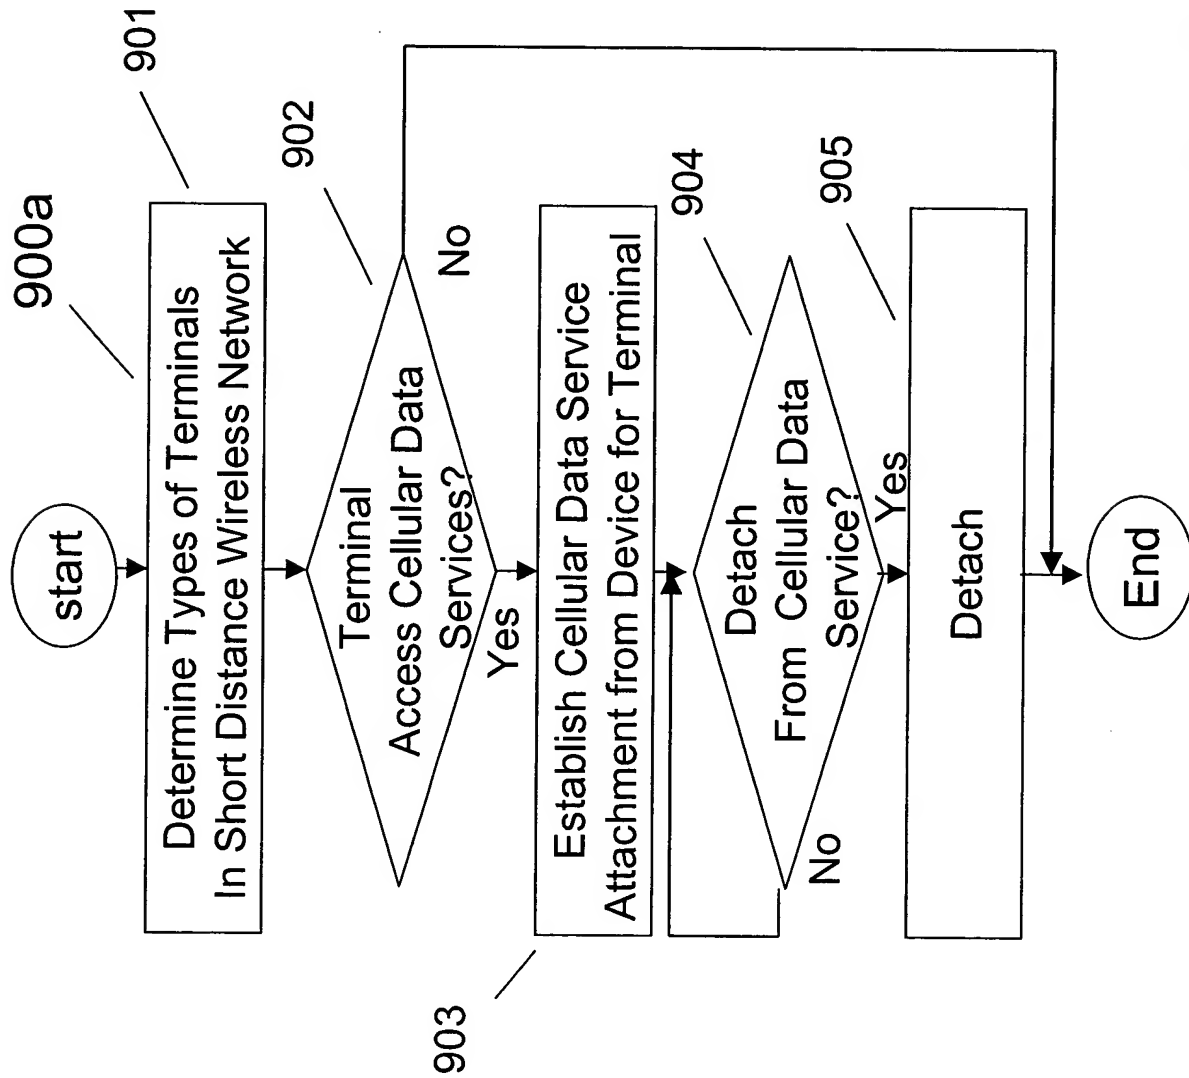 900a
start
901
Determine Types of Terminals
In Short Distance Wireless Network
902
Terminal
Access Cellular Data
Services?
No
Yes
903
Establish Cellular Data Service
Attachment from Device for Terminal
904
Detach
From Cellular Data
Service?
No
Yes
905
Detach
End